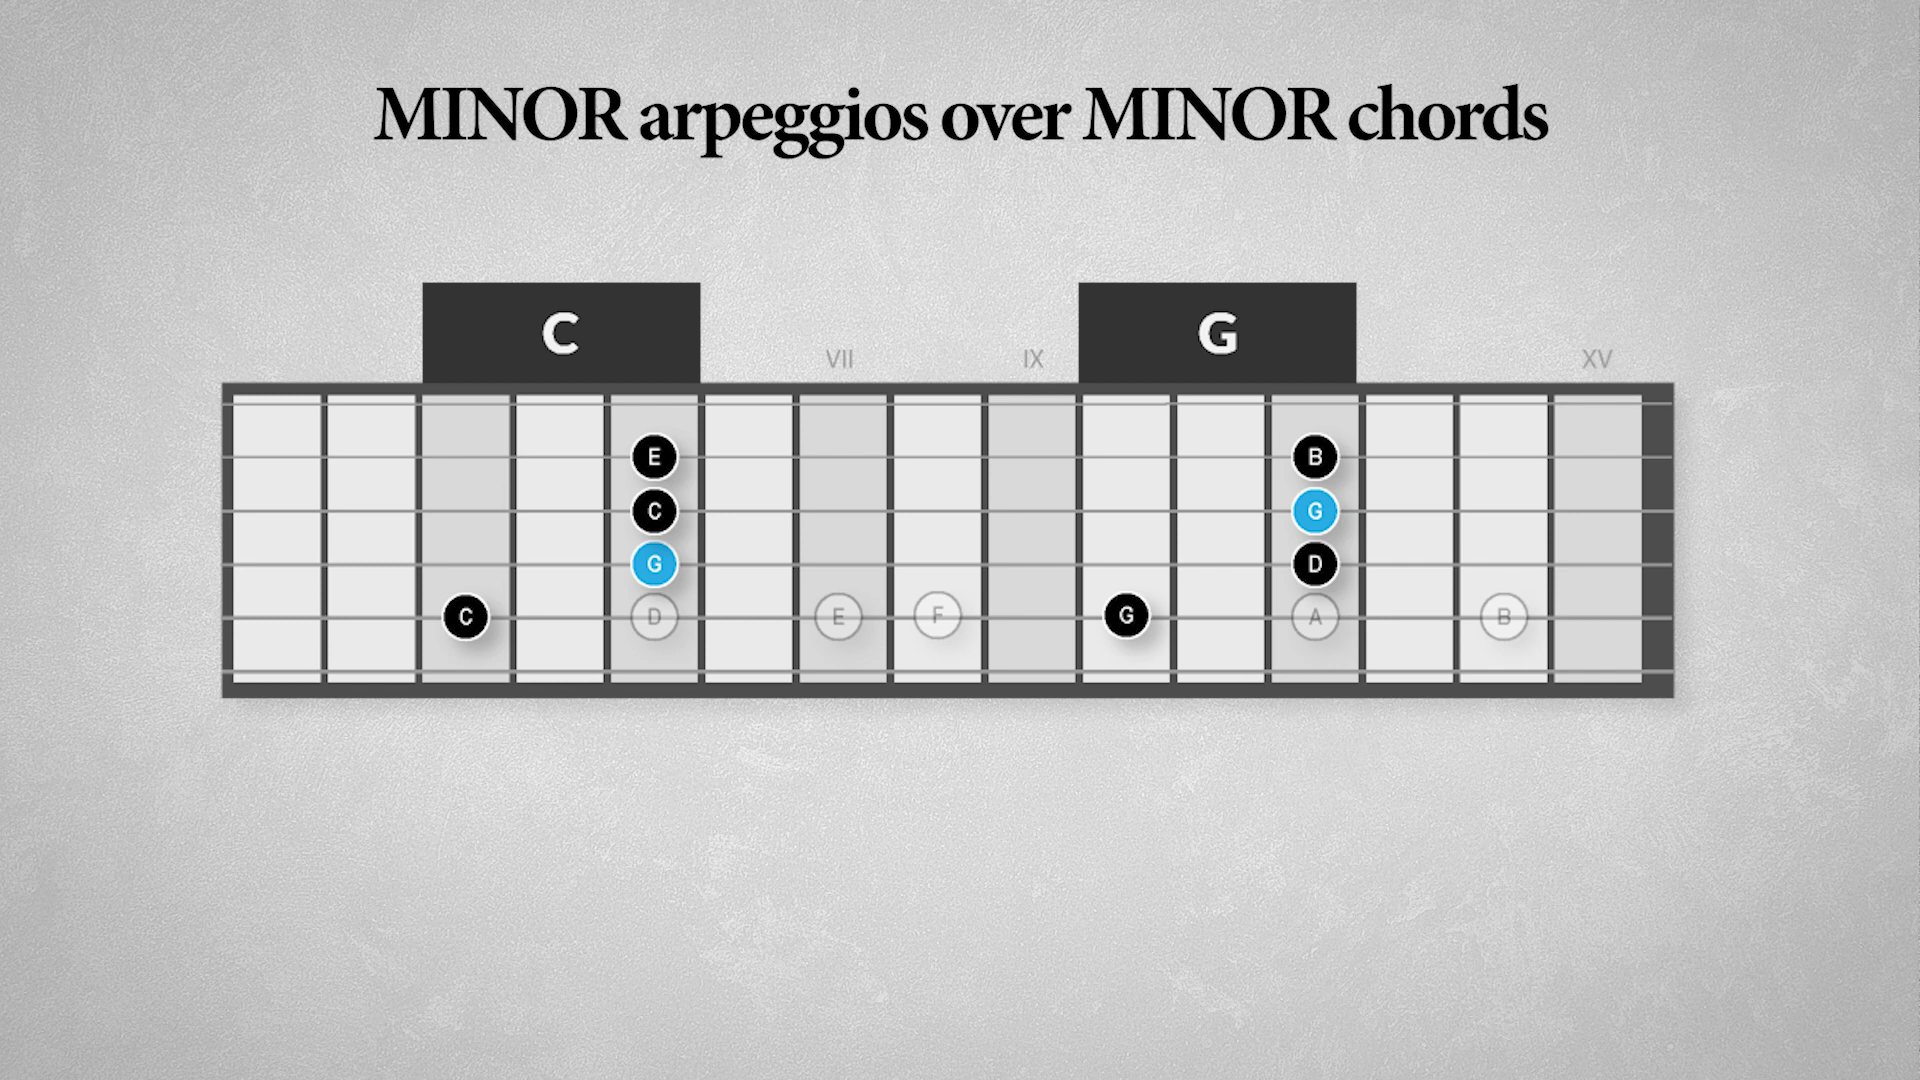 MINOR arpeggios over MINOR chords
C G
VII IX XV
E B
C G
G D
C D E F G A B